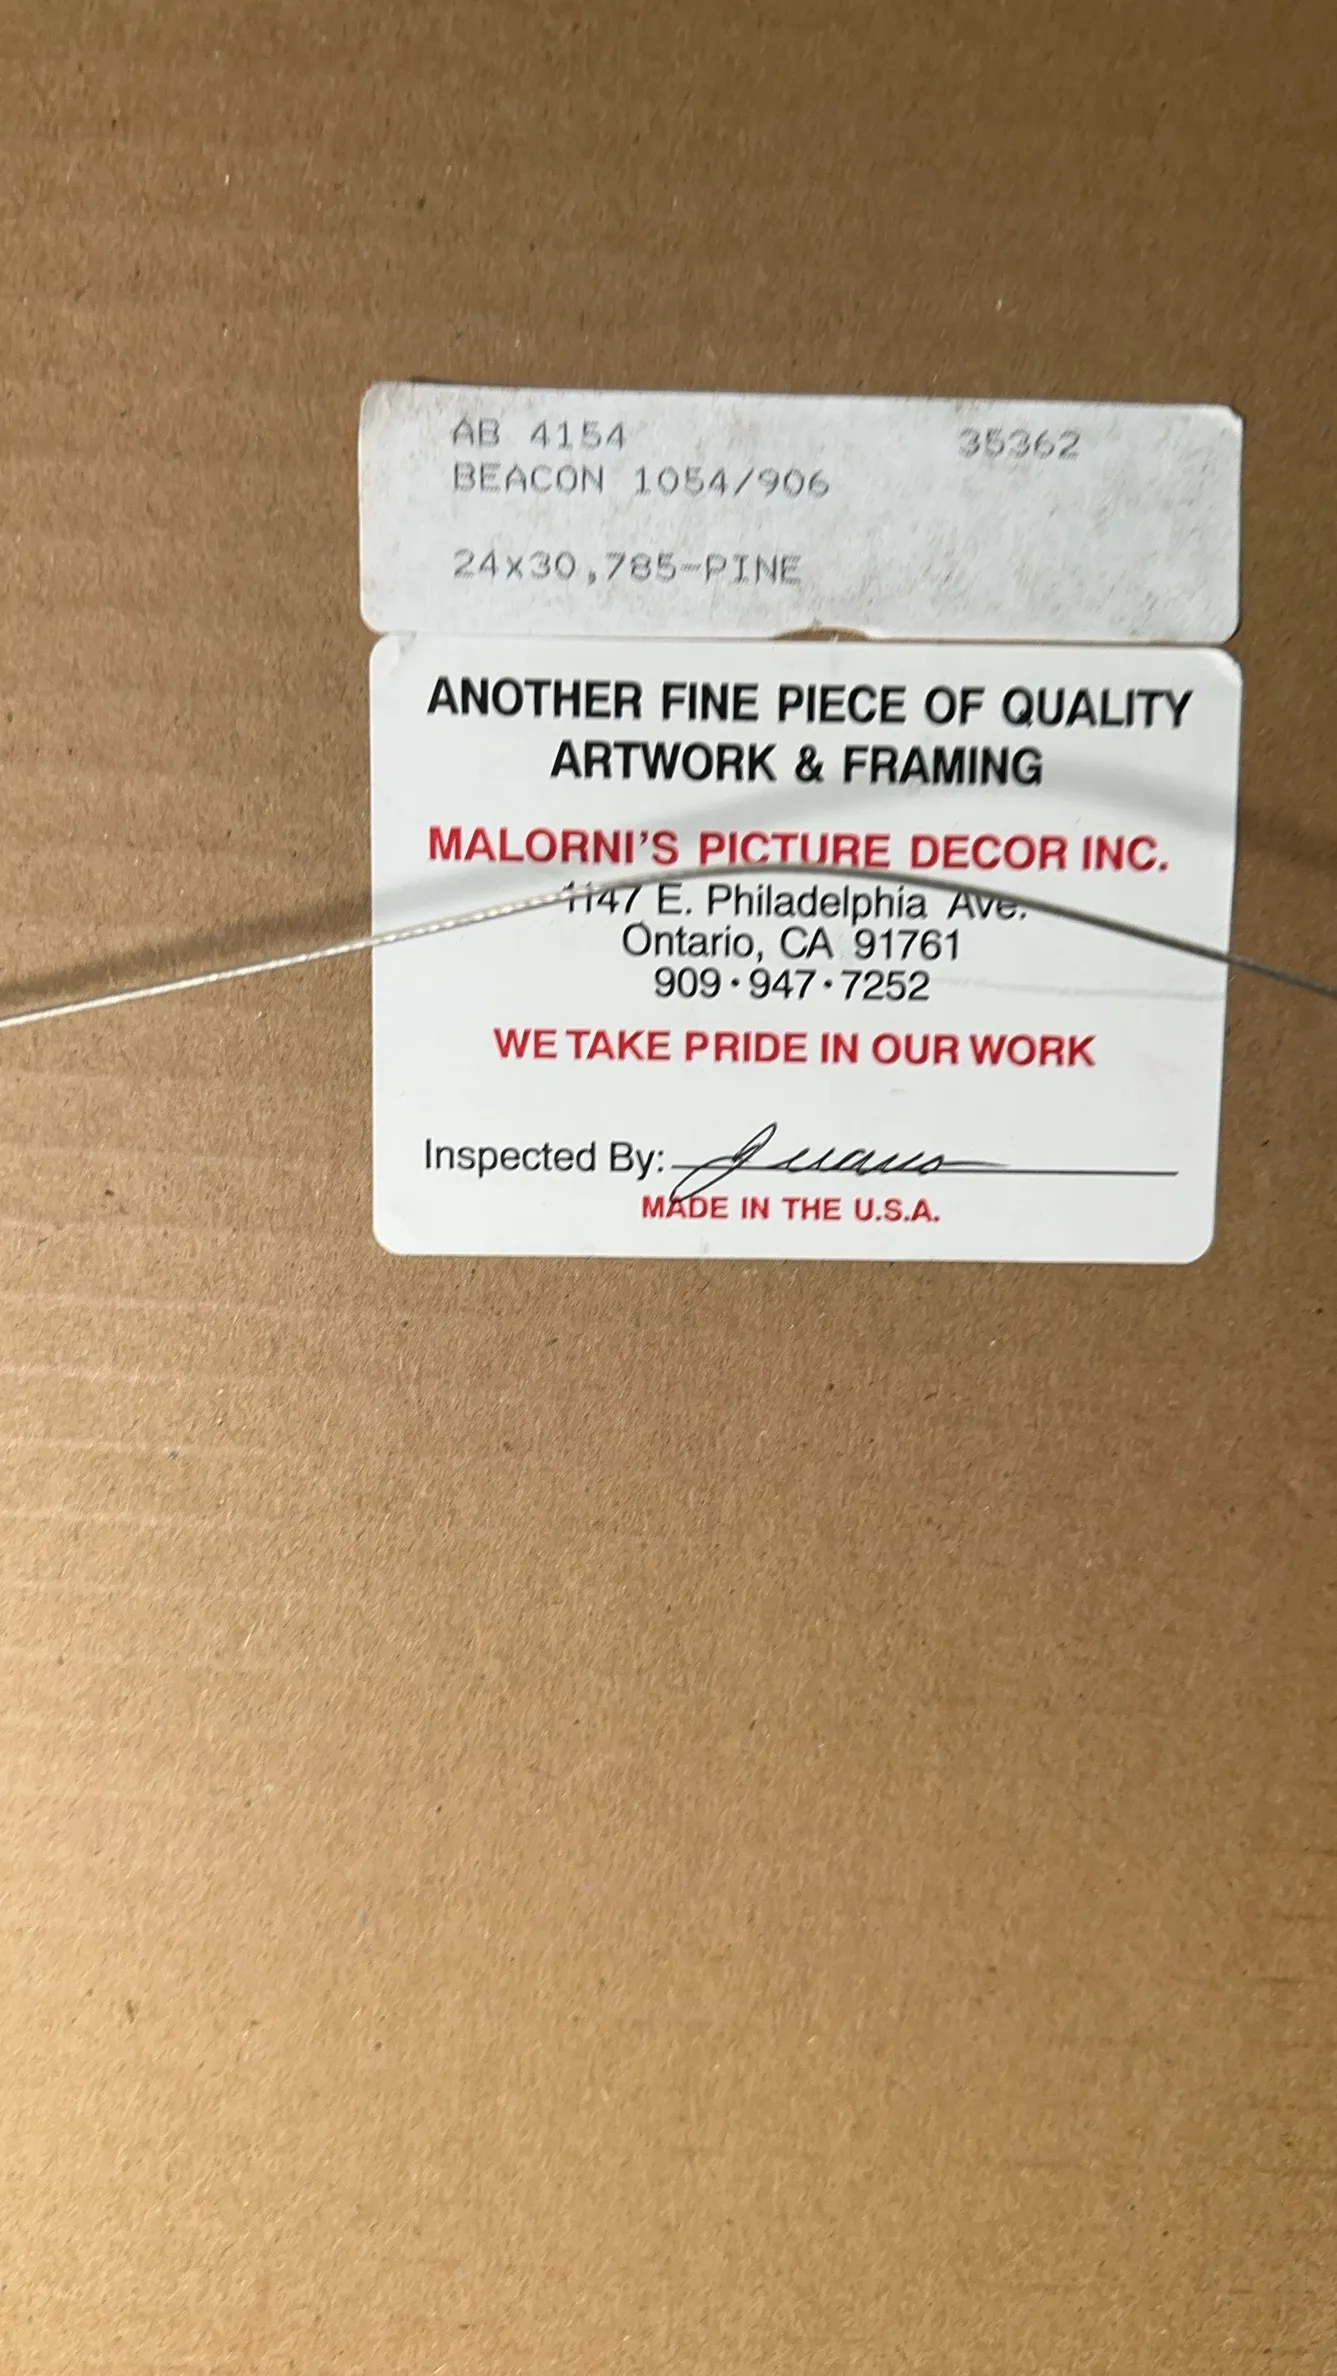 AB 4154 35362
BEACON 1054/906
24x30,785-PINE
ANOTHER FINE PIECE OF QUALITY
ARTWORK & FRAMING
MALORNI'S PICTURE DECOR INC.
1147 E. Philadelphia Ave.
Ontario, CA 91761
909·947·7252
WE TAKE PRIDE IN OUR WORK
Inspected By:
MADE IN THE U.S.A.